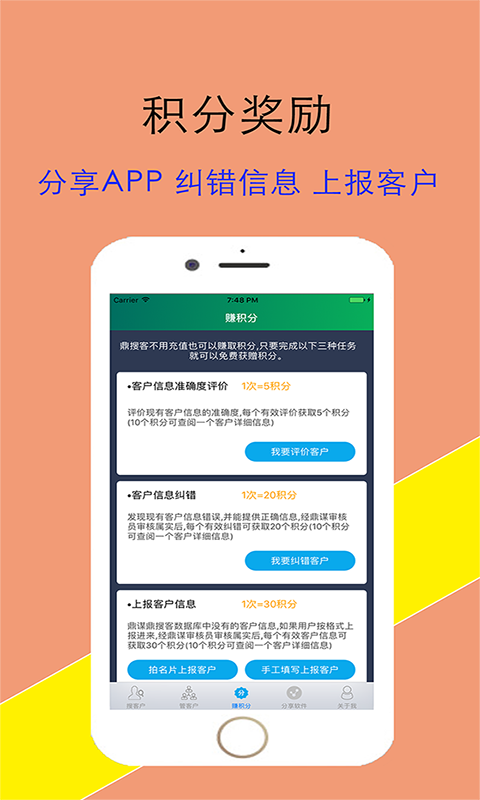 积分奖励
分享APP 纠错信息 上报客户
Carrier 7:48 PM
赚积分
鼎搜客不用充值也可以赚取积分,只要完成以下三种任务
就可以免费获赠积分。
•客户信息准确度评价 1次=5积分
评价现有客户信息的准确度,每个有效评价获取5个积分
(10个积分可查阅一个客户详细信息)
我要评价客户
•客户信息纠错 1次=20积分
发现现有客户信息错误,并能提供正确信息,经鼎谋审核
员审核属实后,每个有效纠错可获取20个积分(10个积分
可查阅一个客户详细信息)
我要纠错客户
•上报客户信息 1次=30积分
鼎谋鼎搜客数据库中没有的客户信息,如果用户按格式上
报进来,经鼎谋审核员审核属实后,每个有效客户信息可
获取30个积分(10个积分可查阅一个客户详细信息)
拍名片上报客户 手工填写上报客户
分
搜客户 管客户 赚积分 分享软件 关于我